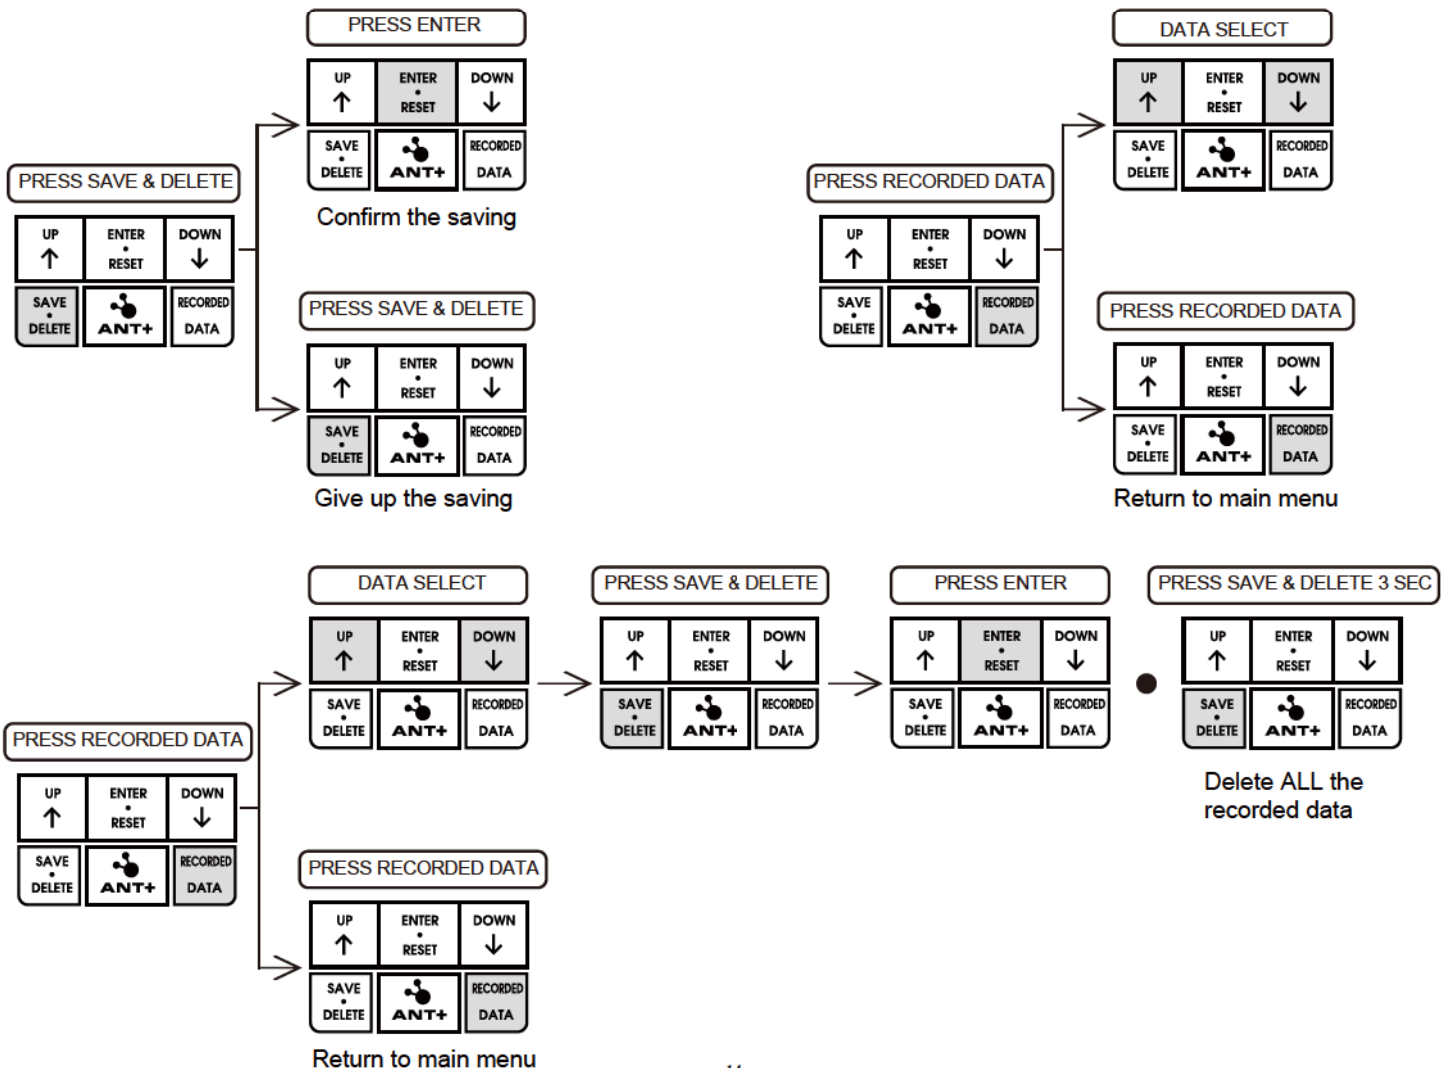 PRESS ENTER
UP ENTER DOWN
RESET
SAVE RECORDED
DELETE ANT+ DATA
Confirm the saving
PRESS SAVE & DELETE
UP ENTER DOWN
RESET
SAVE RECORDED
DELETE ANT+ DATA
PRESS SAVE & DELETE
UP ENTER DOWN
RESET
SAVE RECORDED
DELETE ANT+ DATA
Give up the saving
DATA SELECT
UP ENTER DOWN
RESET
SAVE RECORDED
DELETE ANT+ DATA
PRESS RECORDED DATA
UP ENTER DOWN
RESET
SAVE RECORDED
DELETE ANT+ DATA
PRESS RECORDED DATA
UP ENTER DOWN
RESET
SAVE RECORDED
DELETE ANT+ DATA
Return to main menu
DATA SELECT
UP ENTER DOWN
RESET
SAVE RECORDED
DELETE ANT+ DATA
PRESS SAVE & DELETE
UP ENTER DOWN
RESET
SAVE RECORDED
DELETE ANT+ DATA
PRESS ENTER
UP ENTER DOWN
RESET
SAVE RECORDED
DELETE ANT+ DATA
PRESS SAVE & DELETE 3 SEC
UP ENTER DOWN
RESET
SAVE RECORDED
DELETE ANT+ DATA
Delete ALL the
recorded data
PRESS RECORDED DATA
UP ENTER DOWN
RESET
SAVE RECORDED
DELETE ANT+ DATA
PRESS RECORDED DATA
UP ENTER DOWN
RESET
SAVE RECORDED
DELETE ANT+ DATA
Return to main menu